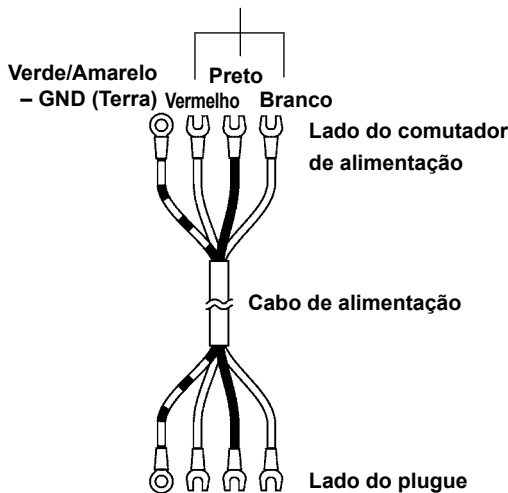 Verde/Amarelo
– GND (Terra)
Vermelho
Preto
Branco
Lado do comutador
de alimentação
Cabo de alimentação
Lado do plugue